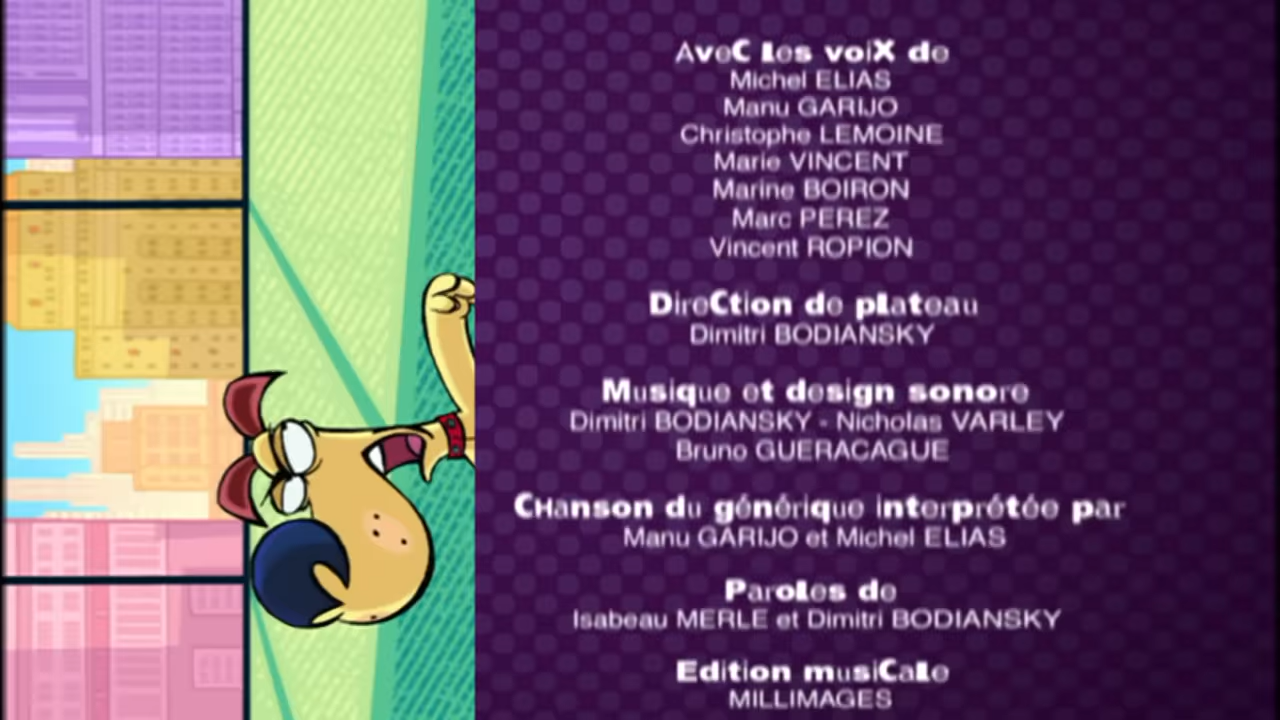 Avec les voix de
Michel ELIAS
Manu GARIJO
Christophe LEMOINE
Marie VINCENT
Marine BOIRON
Marc PEREZ
Vincent ROPION
Direction de plateau
Dimitri BODIANSKY
Musique et design sonore
Dimitri BODIANSKY - Nicholas VARLEY
Bruno GUERACAGUE
Chanson du générique interprétée par
Manu GARIJO et Michel ELIAS
Paroles de
Isabeau MERLE et Dimitri BODIANSKY
Edition musicale
MILLIMAGES